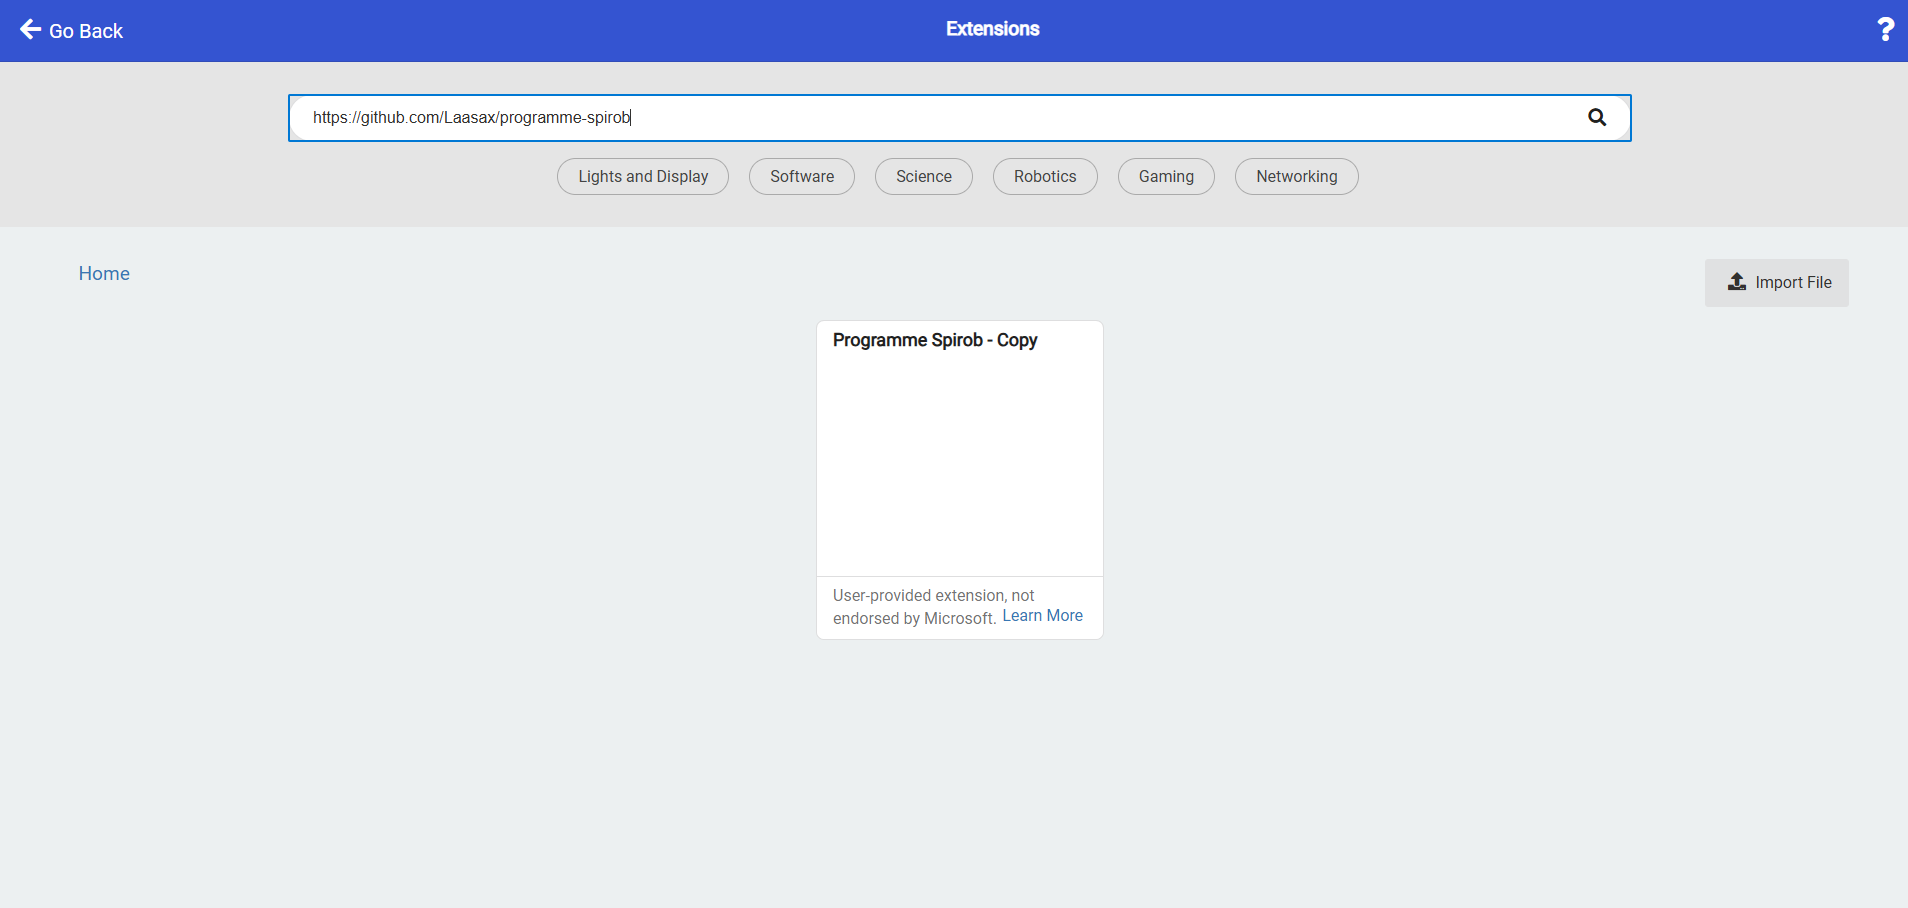 Go Back
Extensions
?
https://github.com/Laasax/programme-spirob
Lights and Display
Software
Science
Robotics
Gaming
Networking
Home
Import File
Programme Spirob - Copy
User-provided extension, not
endorsed by Microsoft. Learn More